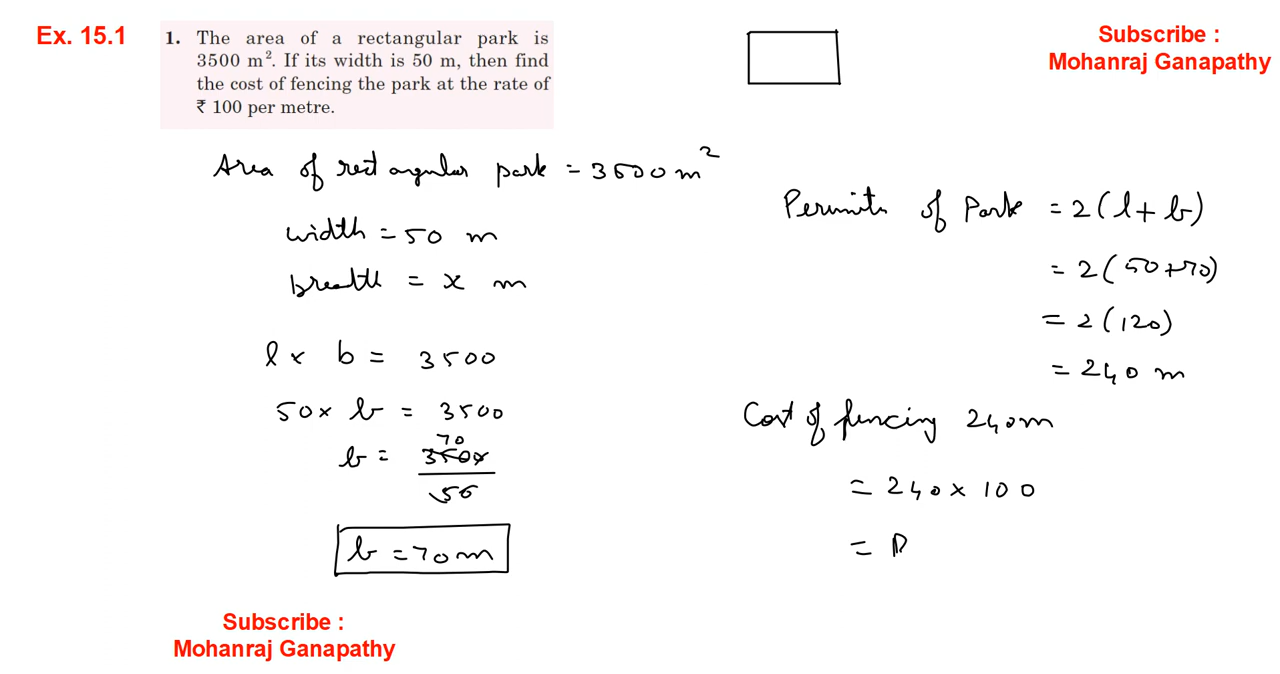 Ex. 15.1
1. The area of a rectangular park is
3500 m². If its width is 50 m, then find
the cost of fencing the park at the rate of
₹ 100 per metre.
Subscribe :
Mohanraj Ganapathy
Area of rectangular park = 3500 m²
width = 50 m
breath = x m
l × b = 3500
50 × b = 3500
70
b = 3500
50
b = 70 m
Perimeter of Park = 2(l + b)
= 2(50+70)
= 2(120)
= 240 m
Cost of fencing 240m
= 240 × 100
=
Subscribe :
Mohanraj Ganapathy